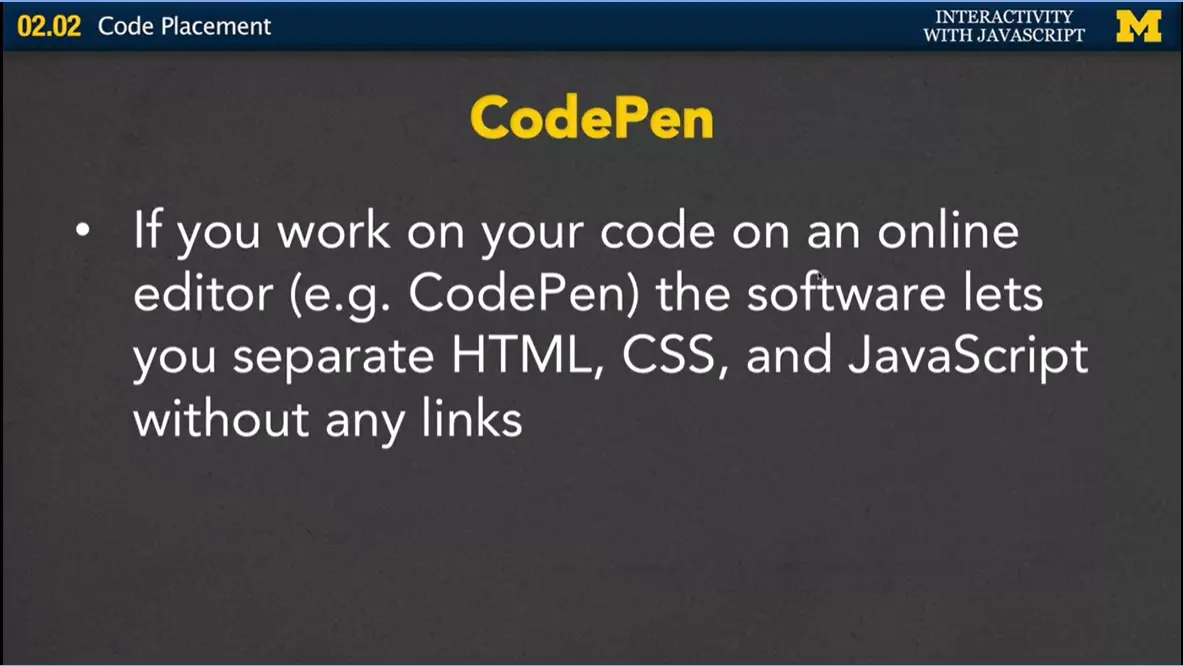 02.02 Code Placement
INTERACTIVITY
WITH JAVASCRIPT
M
CodePen
• If you work on your code on an online
editor (e.g. CodePen) the software lets
you separate HTML, CSS, and JavaScript
without any links